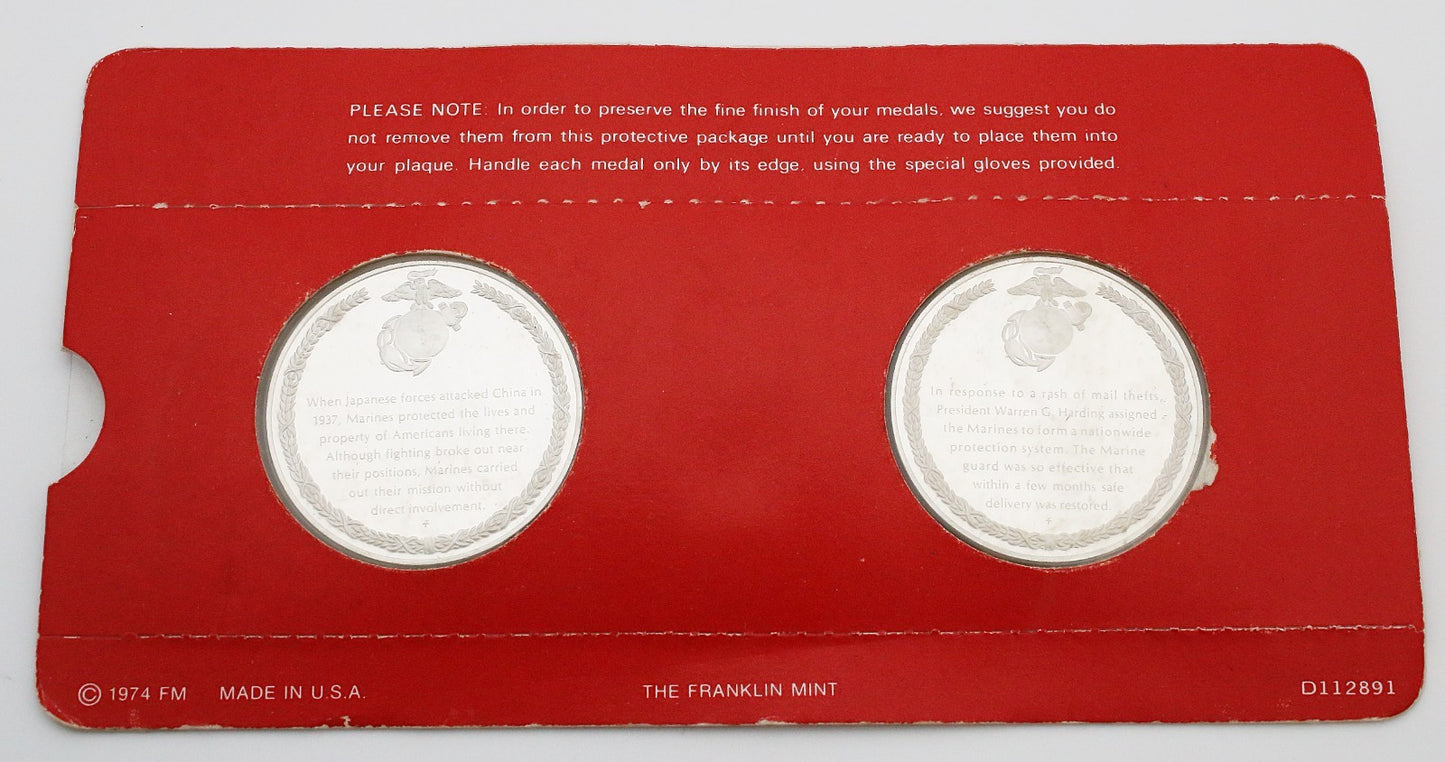 PLEASE NOTE: In order to preserve the fine finish of your medals, we suggest you do
not remove them from this protective package until you are ready to place them into
your plaque. Handle each medal only by its edge, using the special gloves provided.
When Japanese forces attacked China in
1937, Marines protected the lives and
property of Americans living there.
Although fighting broke out near
their positions, Marines carried
out their mission without
direct involvement.
In response to a rash of mail thefts,
President Warren G. Harding assigned
the Marines to form a nationwide
protection system. The Marine
guard was so effective that
within a few months safe
delivery was restored.
© 1974 FM MADE IN U.S.A. THE FRANKLIN MINT D112891